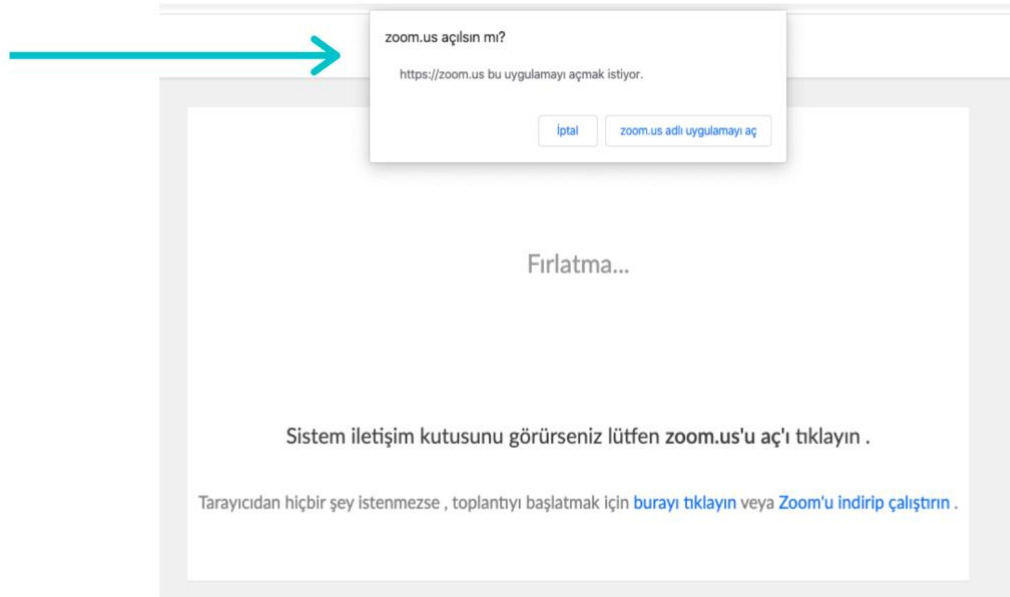 zoom.us açılsın mı?
https://zoom.us bu uygulamayı açmak istiyor.
İptal
zoom.us adlı uygulamayı aç
Fırlatma...
Sistem iletişim kutusunu görürseniz lütfen zoom.us'u aç'ı tıklayın .
Tarayıcıdan hiçbir şey istenmezse , toplantıyı başlatmak için burayı tıklayın veya Zoom'u indirip çalıştırın .